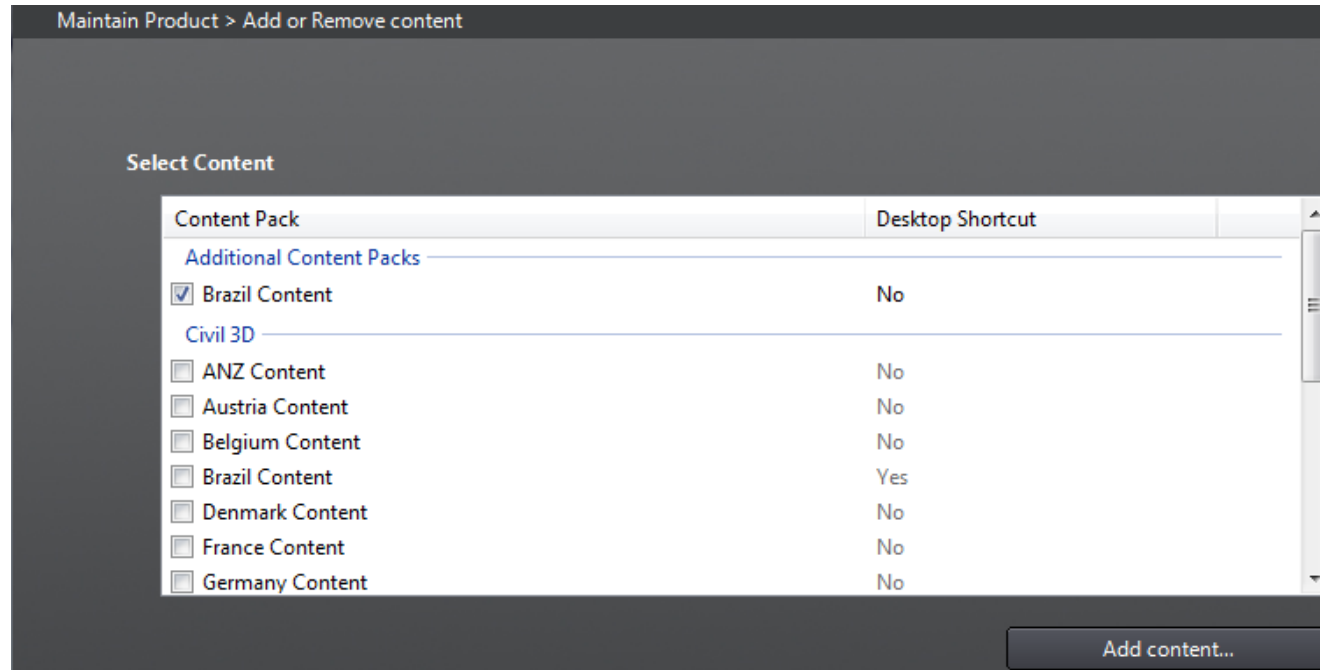 Maintain Product > Add or Remove content
Select Content
Content Pack Desktop Shortcut
Additional Content Packs
Brazil Content No
Civil 3D
ANZ Content No
Austria Content No
Belgium Content No
Brazil Content Yes
Denmark Content No
France Content No
Germany Content No
Add content...